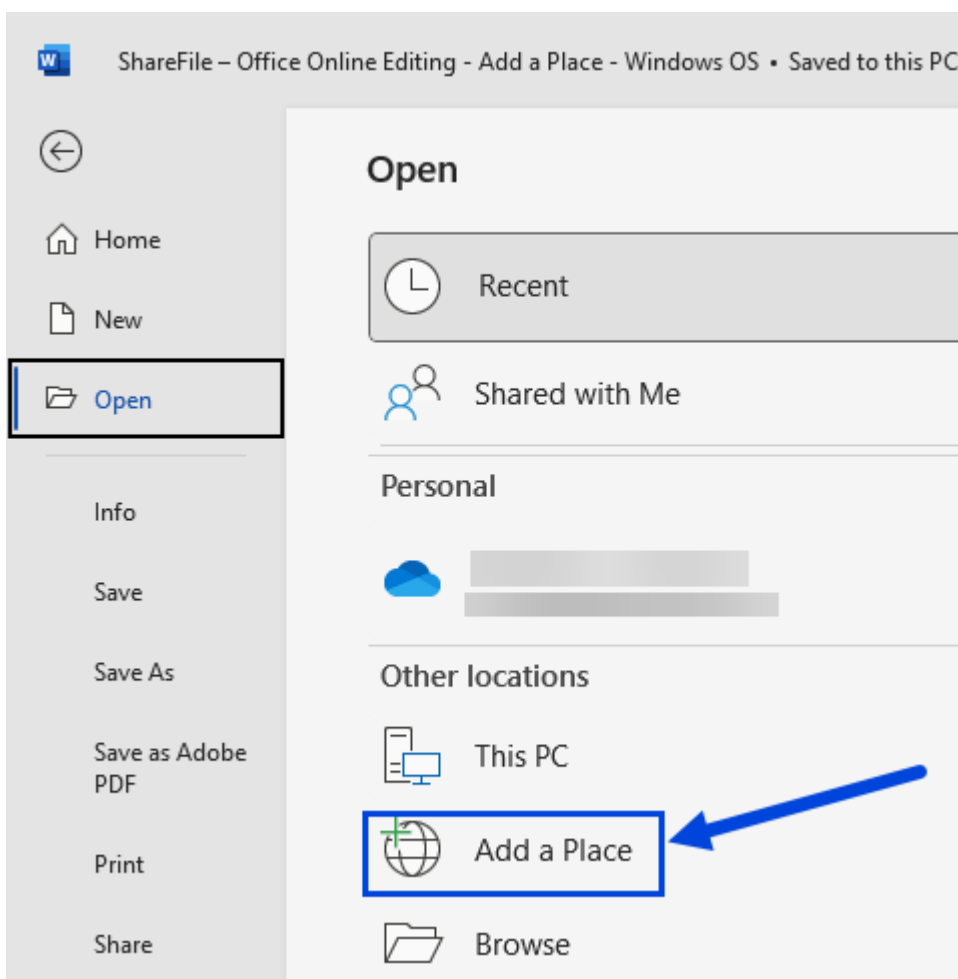 ShareFile – Office Online Editing - Add a Place - Windows OS • Saved to this PC
Open
Home
Recent
New
Open
Shared with Me
Personal
Info
Save
Save As
Other locations
Save as Adobe
PDF
This PC
Print
Add a Place
Share
Browse